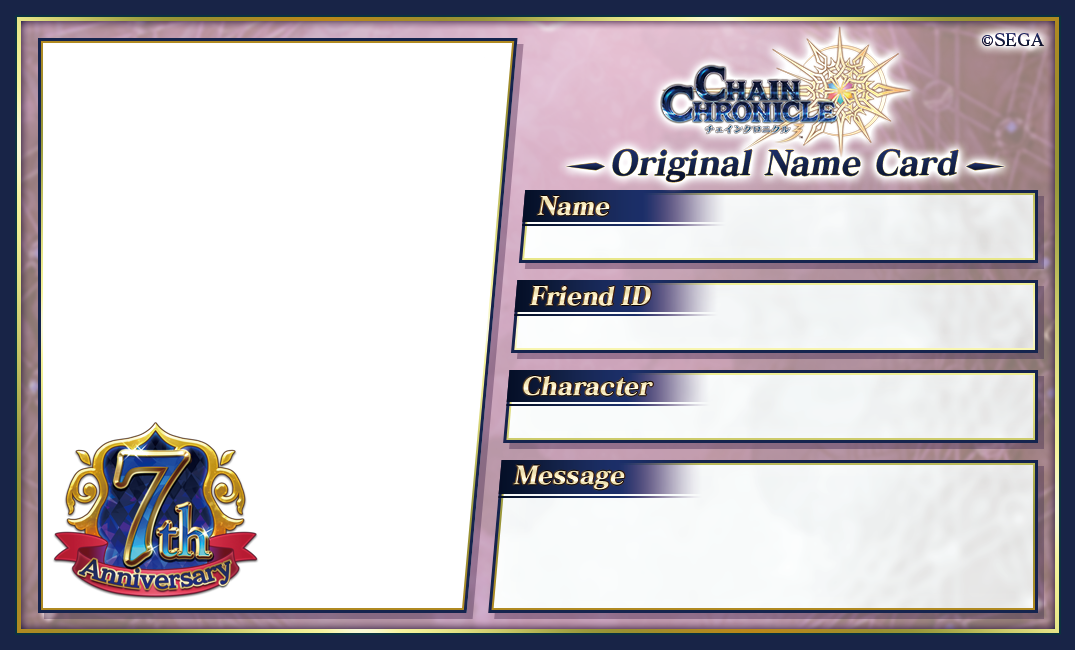 ©SEGA
CHAIN
CHRONICLE
チェインクロニクル
Original Name Card
Name
Friend ID
Character
Message
7th
Anniversary